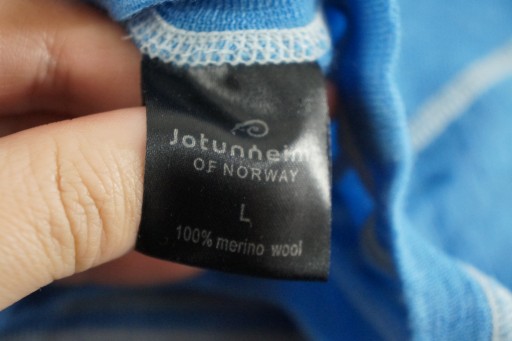 Jotunheim
OF NORWAY
L
100% merino wool